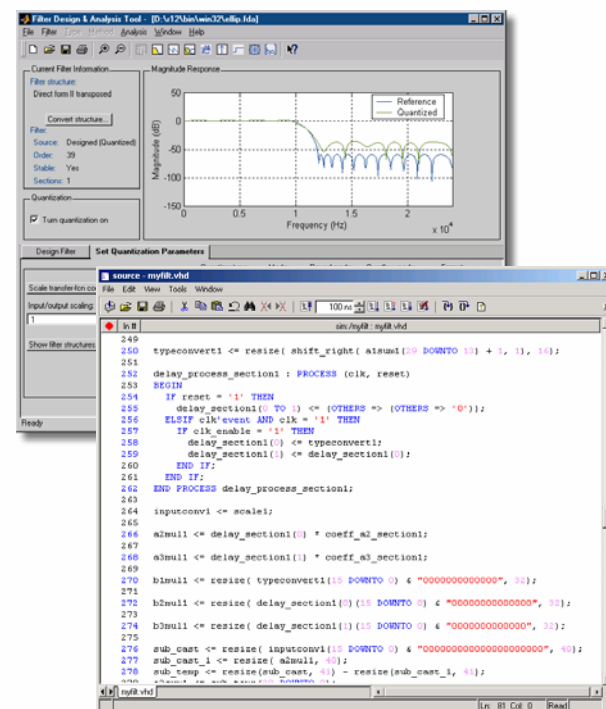 Filter Design & Analysis Tool - [D:\r12\bin\win32\ellip.fda]
File Edit Type Method Analysis Window Help
Current Filter Information
Filter structure:
Direct form II transposed
Convert structure...
Filter:
Source: Designed (Quantized)
Order: 39
Stable: Yes
Sections: 1
Quantization
Turn quantization on
Magnitude Response
Reference
Quantized
Magnitude (dB)
50
0
-50
-100
-150
0 0.5 1 1.5 2
x 10⁴
Frequency (Hz)
Design Filter Set Quantization Parameters
Scale transfer-fcn
Input/output scaling:
1
Show filter structures
Ready
source - myfilt.vhd
File Edit View Tools Window
100 ns
ln #
sim:/myfilt : myfilt.vhd
249
250 typeconvert1 <= resize( shift_right( a1sum1(29 DOWNTO 13) + 1, 1), 16);
251
252 delay_process_section1 : PROCESS (clk, reset)
253 BEGIN
254 IF reset = '1' THEN
255 delay_section1(0 TO 1) <= (OTHERS => (OTHERS => '0'));
256 ELSIF clk'event AND clk = '1' THEN
257 IF clk_enable = '1' THEN
258 delay_section1(0) <= typeconvert1;
259 delay_section1(1) <= delay_section1(0);
260 END IF;
261 END IF;
262 END PROCESS delay_process_section1;
263
264 inputconv1 <= scale1;
265
266 a2mul1 <= delay_section1(0) * coeff_a2_section1;
267
268 a3mul1 <= delay_section1(1) * coeff_a3_section1;
269
270 b1mul1 <= resize( typeconvert1(15 DOWNTO 0) & "0000000000000", 32);
271
272 b2mul1 <= resize( delay_section1(0)(15 DOWNTO 0) & "00000000000000", 32);
273
274 b3mul1 <= resize( delay_section1(1)(15 DOWNTO 0) & "0000000000000", 32);
275
276 sub_cast <= resize( inputconv1(15 DOWNTO 0) & "00000000000000000000", 40);
277 sub_cast_1 <= resize( a2mul1, 40);
278 sub_temp <= resize(sub_cast, 41) - resize(sub_cast_1, 41);
myfilt.vhd
Ln: 81 Col: 0 Read